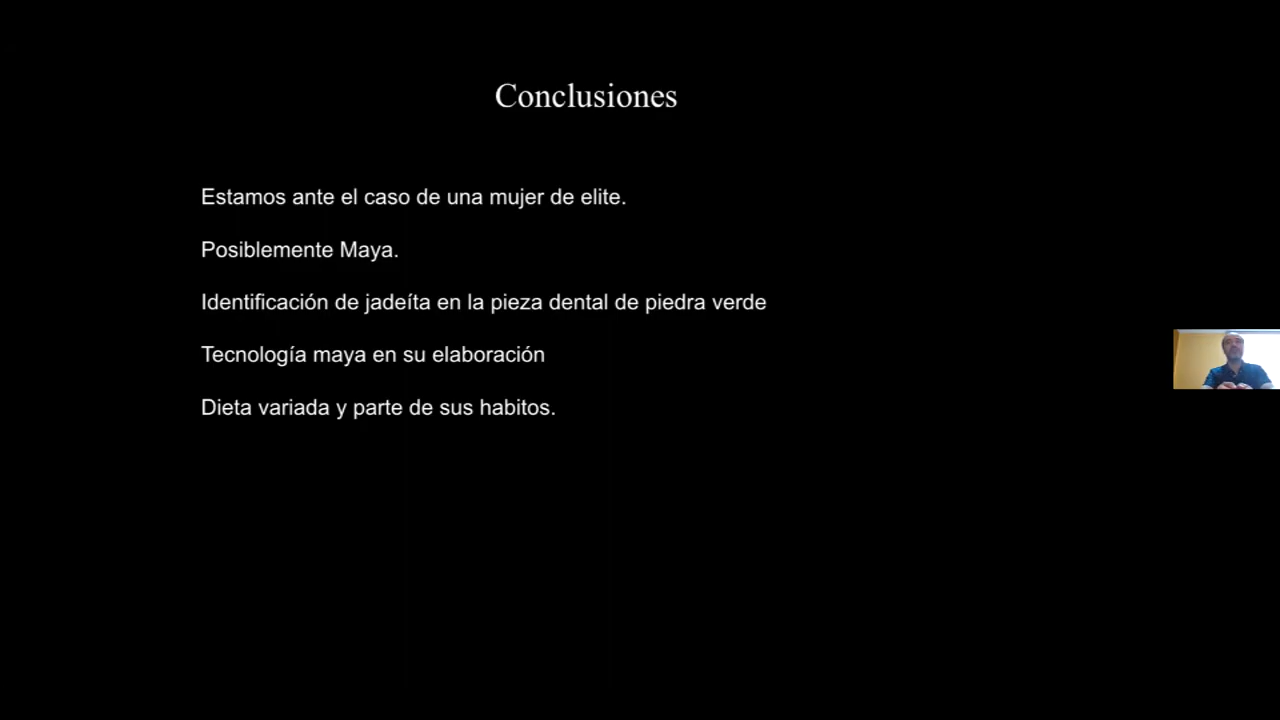 Conclusiones
Estamos ante el caso de una mujer de elite.
Posiblemente Maya.
Identificación de jadeíta en la pieza dental de piedra verde
Tecnología maya en su elaboración
Dieta variada y parte de sus habitos.